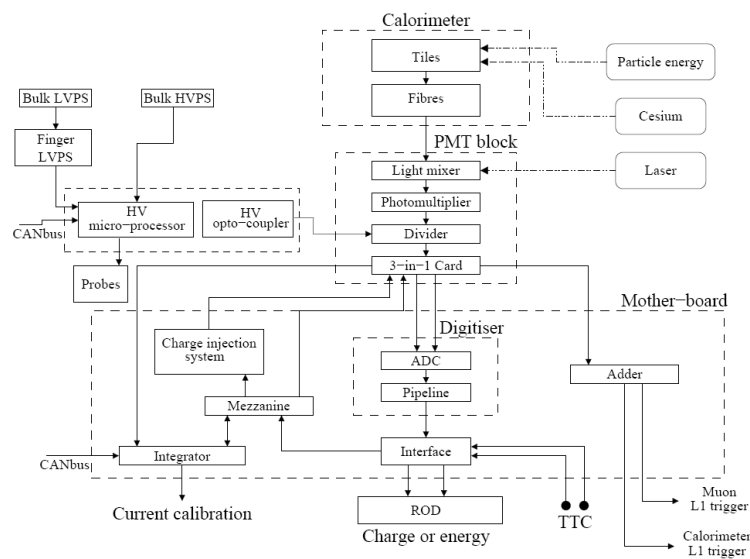 Calorimeter
Tiles
Particle energy
Bulk LVPS
Bulk HVPS
Fibres
Cesium
Finger
LVPS
PMT block
Light mixer
Laser
Photomultiplier
HV
micro-processor
HV
opto-coupler
CANbus
Divider
3-in-1 Card
Probes
Mother-board
Digitiser
Charge injection
system
ADC
Adder
Pipeline
Mezzanine
Interface
Integrator
CANbus
Current calibration
ROD
TTC
Charge or energy
Muon
L1 trigger
Calorimeter
L1 trigger